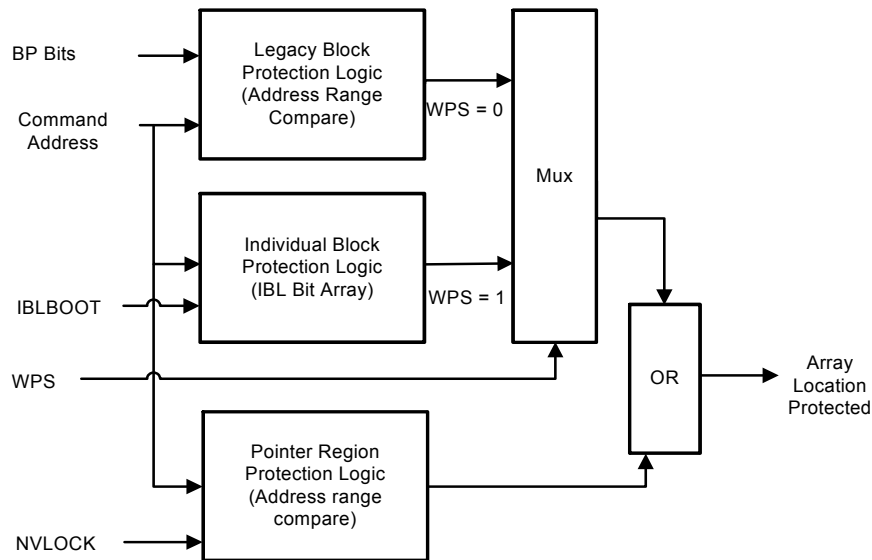 BP Bits
Command
Address
Legacy Block
Protection Logic
(Address Range
Compare)
WPS = 0
Mux
Individual Block
Protection Logic
(IBL Bit Array)
WPS = 1
IBLBOOT
WPS
OR
Array
Location
Protected
Pointer Region
Protection Logic
(Address range
compare)
NVLOCK